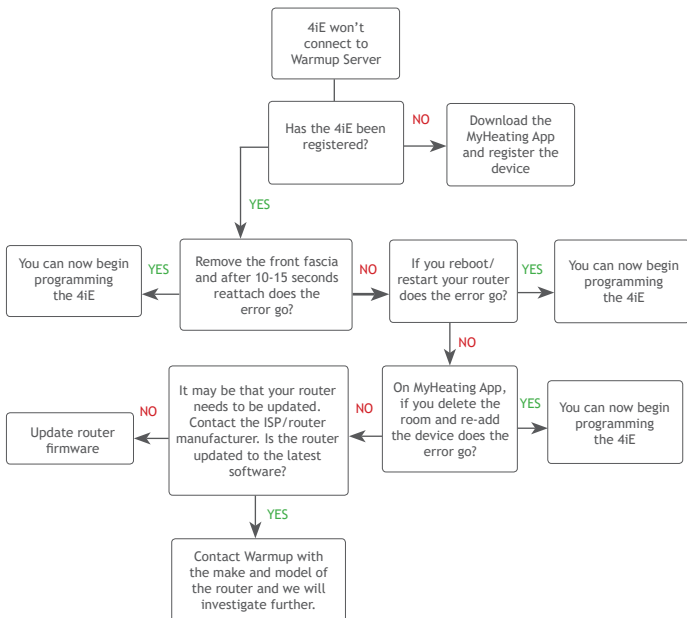 4iE won’t
connect to
Warmup Server
Has the 4iE been
registered?
NO
Download the
MyHeating App
and register the
device
YES
You can now begin
programming
the 4iE
YES
Remove the front fascia
and after 10-15 seconds
reattach does the
error go?
NO
If you reboot/
restart your router
does the error go?
YES
You can now begin
programming
the 4iE
NO
On MyHeating App,
if you delete the
room and re-add
the device does the
error go?
YES
You can now begin
programming
the 4iE
NO
It may be that your router
needs to be updated.
Contact the ISP/router
manufacturer. Is the router
updated to the latest
software?
NO
Update router
firmware
YES
Contact Warmup with
the make and model of
the router and we will
investigate further.